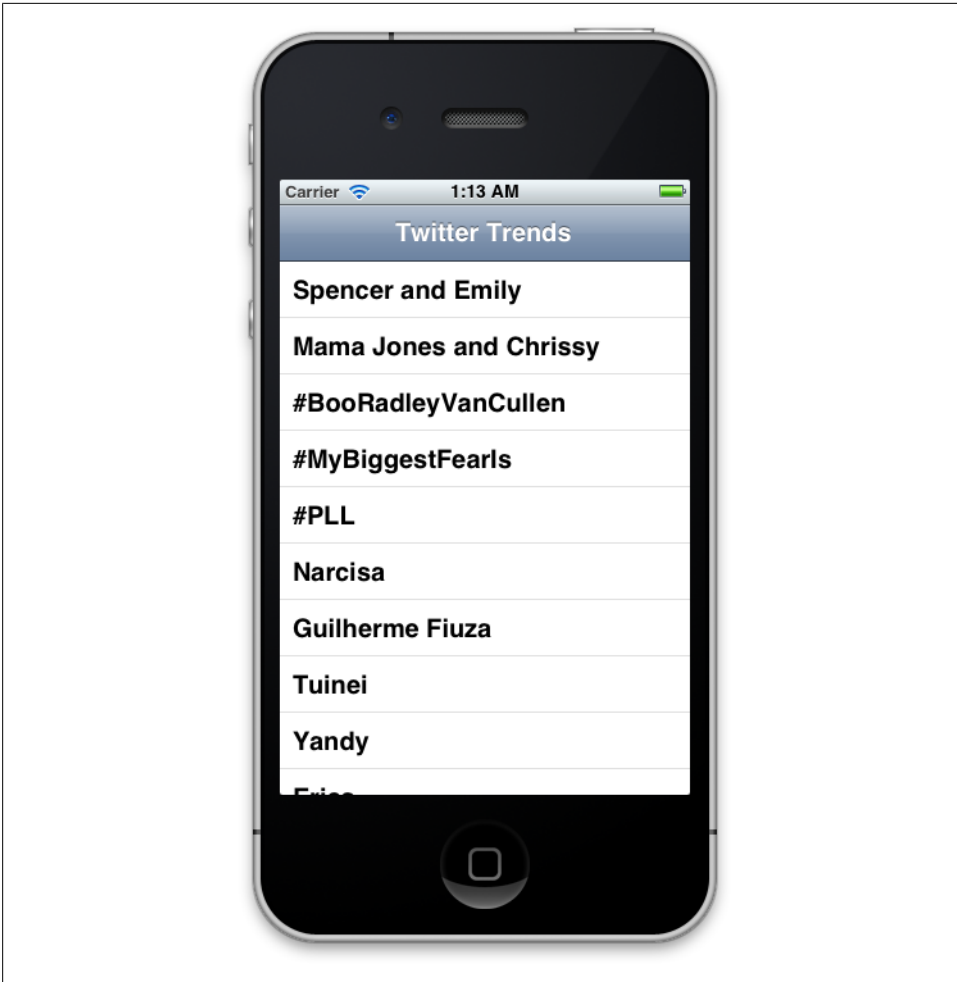 Carrier 1:13 AM
Twitter Trends
Spencer and Emily
Mama Jones and Chrissy
#BooRadleyVanCullen
#MyBiggestFearIs
#PLL
Narcisa
Guilherme Fiuza
Tuinei
Yandy